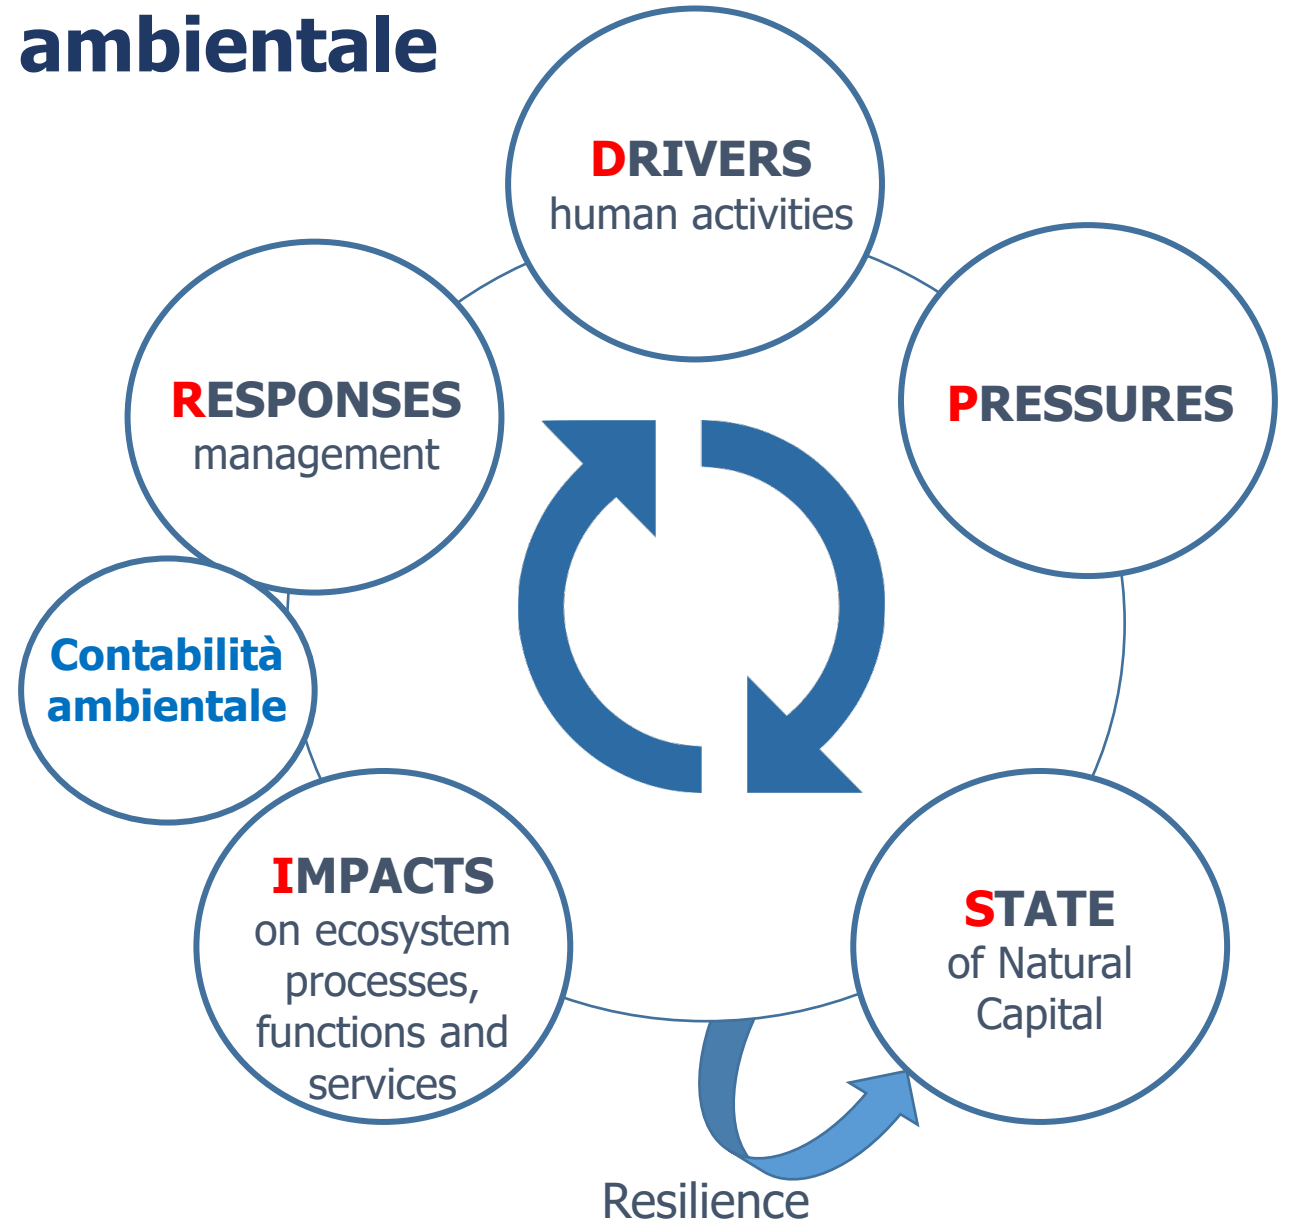 ambientale
DRIVERS
human activities
PRESSURES
RESPONSES
management
Contabilità
ambientale
IMPACTS
on ecosystem
processes,
functions and
services
STATE
of Natural
Capital
Resilience